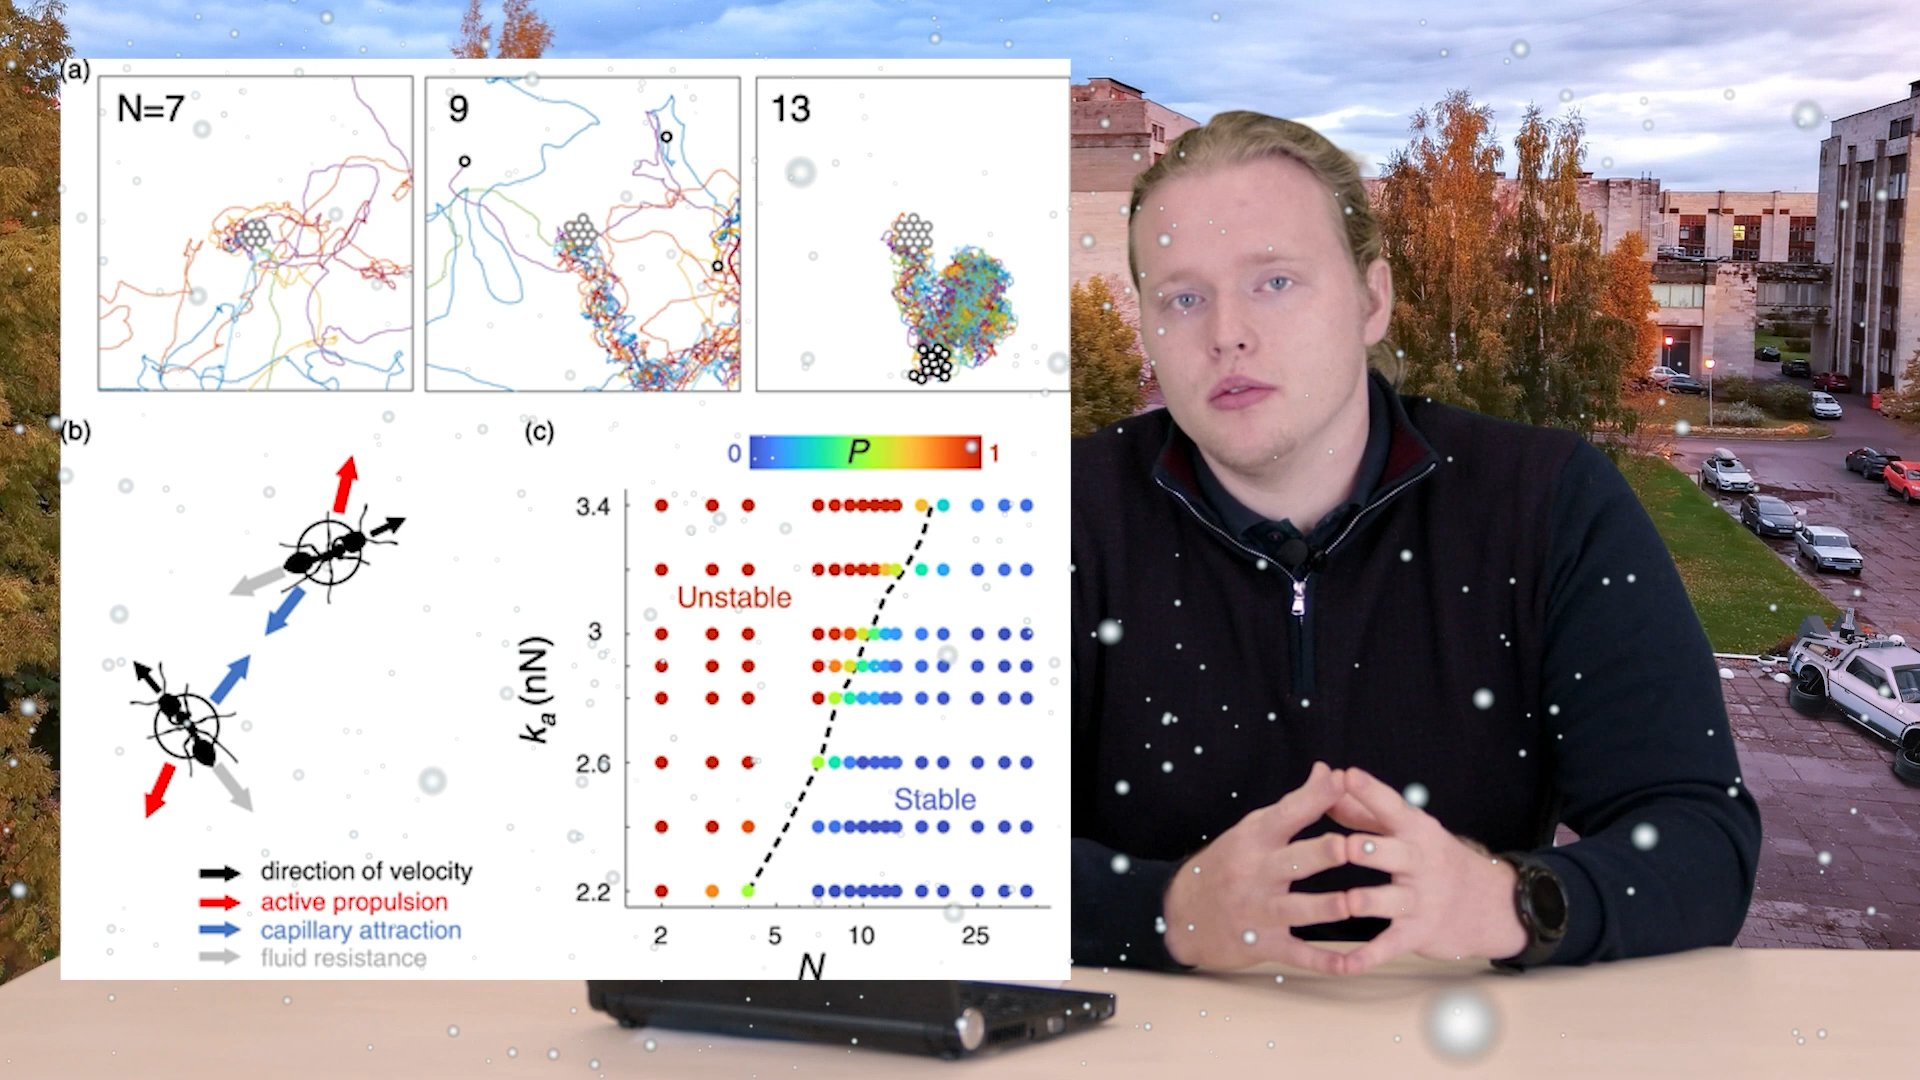 (a)
N=7
9
13
(b)
(c)
0
P
1
3.4
3
2.6
2.2
Unstable
Stable
k_a (nN)
2
5
10
25
N
direction of velocity
active propulsion
capillary attraction
fluid resistance